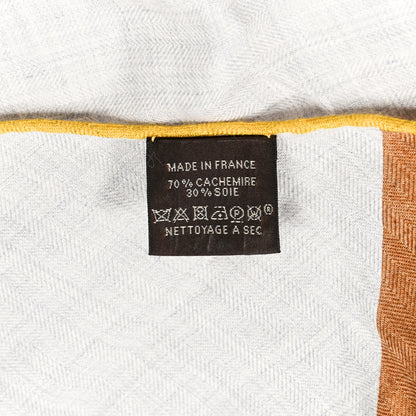 MADE IN FRANCE
70% CACHEMIRE
30% SOIE
®
NETTOYAGE A SEC